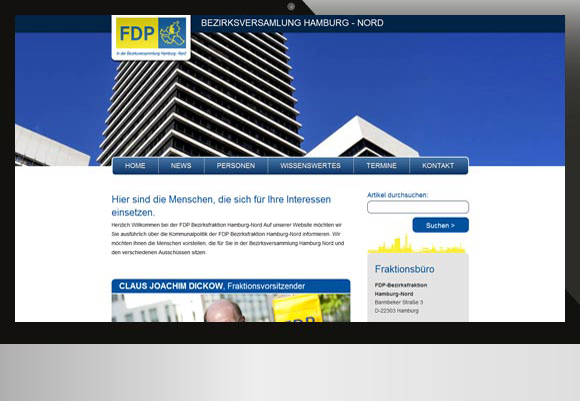 BEZIRKSVERSAMLUNG HAMBURG - NORD
FDP
in der Bezirksversammlung Hamburg - Nord
HOME NEWS PERSONEN WISSENSWERTES TERMINE KONTAKT
Hier sind die Menschen, die sich für Ihre Interessen
einsetzen.
Herzlich Willkommen bei der FDP Bezirksfraktion Hamburg-Nord Auf unserer Website möchten wir
Sie ausführlich über die Kommunalpolitik der FDP Bezirksfraktion Hamburg-Nord informieren. Wir
möchten Ihnen die Menschen vorstellen, die für Sie in der Bezirksversammlung Hamburg Nord und
den verschiedenen Ausschüssen sitzen
Artikel durchsuchen:
Suchen >
Fraktionsbüro
FDP-Bezirksfraktion
Hamburg-Nord
Barmbeker Straße 3
D-22303 Hamburg
CLAUS JOACHIM DICKOW, Fraktionsvorsitzender
FDP